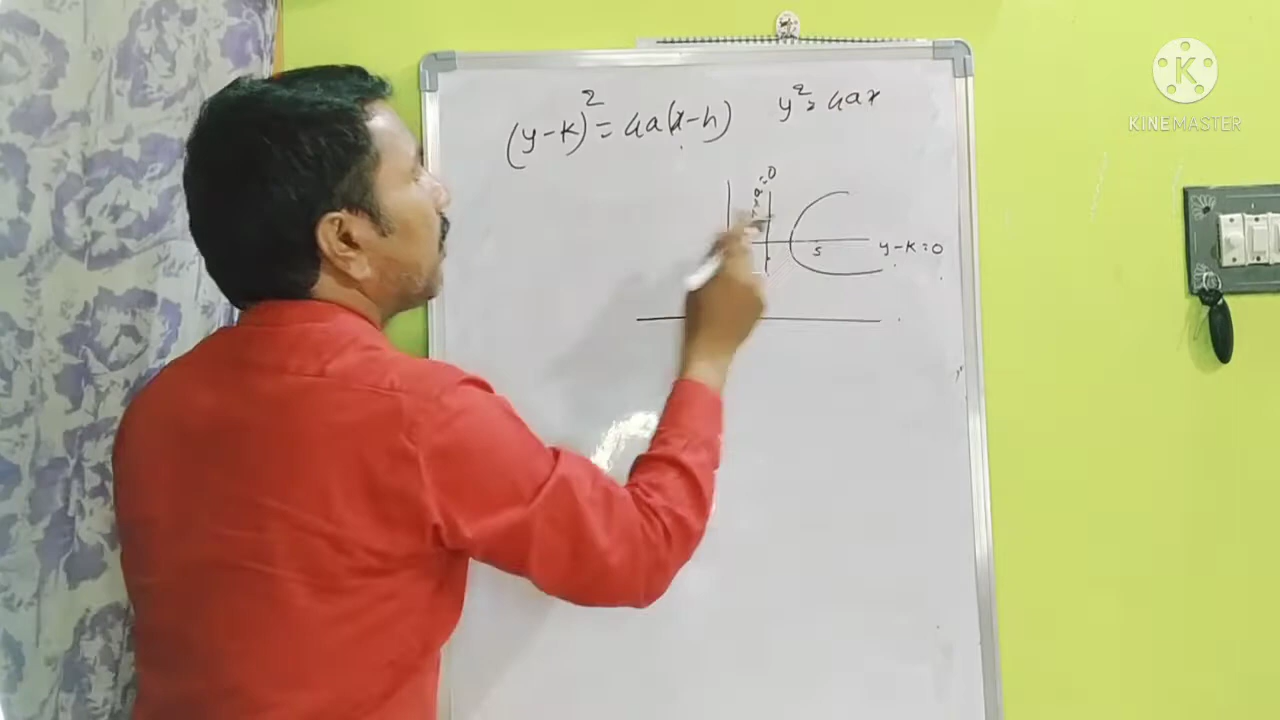 (y-k)² = 4a(x-h)
y² = 4ax
S
y-k=0
KINEMASTER